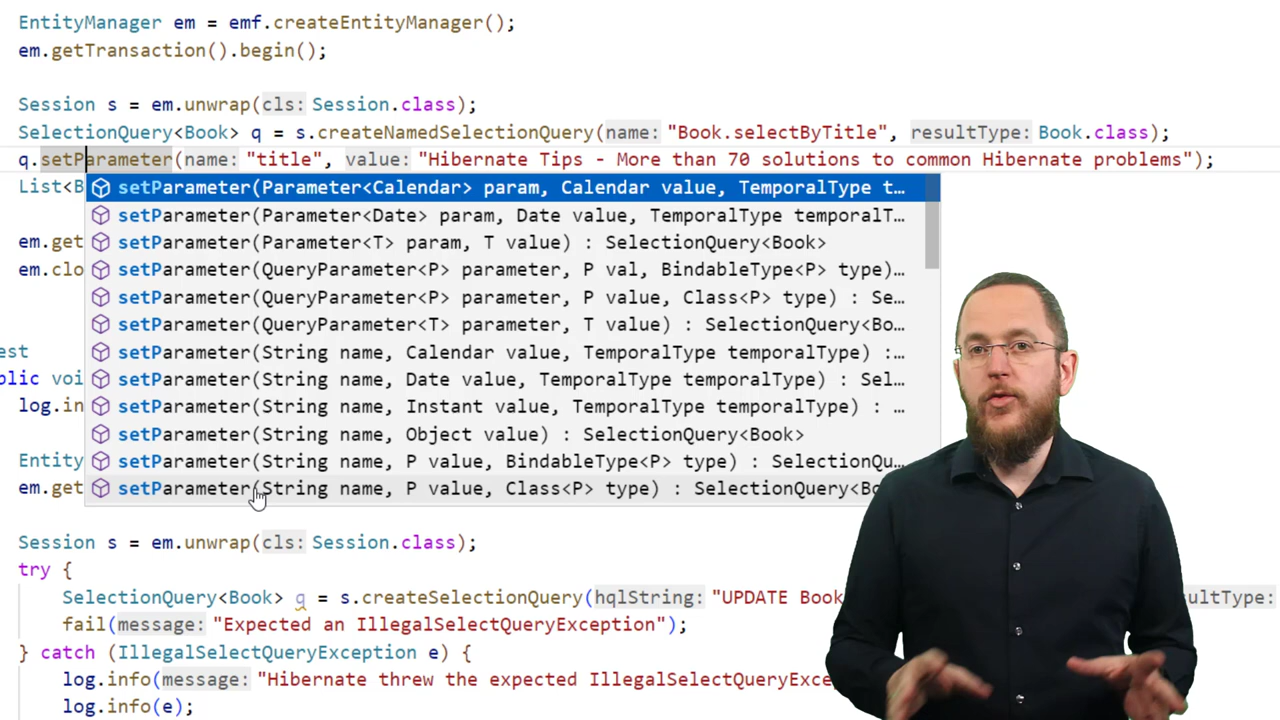 EntityManager em = emf.createEntityManager();
em.getTransaction().begin();
Session s = em.unwrap(cls: Session.class);
SelectionQuery<Book> q = s.createNamedSelectionQuery(name: "Book.selectByTitle", resultType: Book.class);
q.setParameter(name: "title", value: "Hibernate Tips - More than 70 solutions to common Hibernate problems");
List<B
setParameter(Parameter<Calendar> param, Calendar value, TemporalType t…
setParameter(Parameter<Date> param, Date value, TemporalType temporalT…
em.get
setParameter(Parameter<T> param, T value) : SelectionQuery<Book>
em.clo
setParameter(QueryParameter<P> parameter, P val, BindableType<P> type)…
setParameter(QueryParameter<P> parameter, P value, Class<P> type) : Se…
setParameter(QueryParameter<T> parameter, T value) : SelectionQuery<Bo…
est
setParameter(String name, Calendar value, TemporalType temporalType) :…
blic voi
setParameter(String name, Date value, TemporalType temporalType) : Sel…
log.in
setParameter(String name, Instant value, TemporalType temporalType) : …
setParameter(String name, Object value) : SelectionQuery<Book>
Entity
setParameter(String name, P value, BindableType<P> type) : SelectionQu…
em.get
setParameter(String name, P value, Class<P> type) : SelectionQuery<Bo
Session s = em.unwrap(cls: Session.class);
try {
SelectionQuery<Book> q = s.createSelectionQuery(hqlString: "UPDATE Book sultType:
fail(message: "Expected an IllegalSelectQueryException");
} catch (IllegalSelectQueryException e) {
log.info(message: "Hibernate threw the expected IllegalSelectQueryExce
log.info(e);